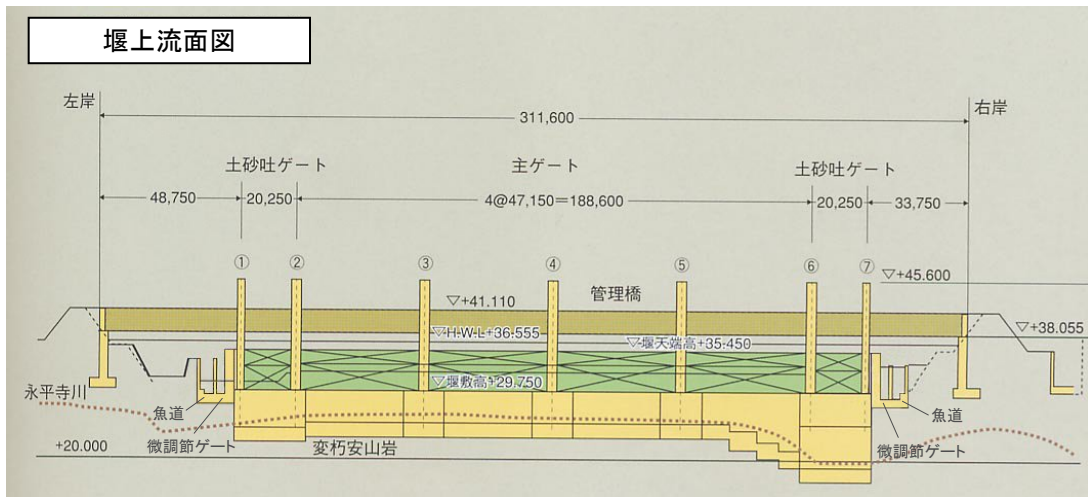 堰上流面図
左岸
右岸
311,600
土砂吐ゲート
主ゲート
土砂吐ゲート
48,750
20,250
4@47,150=188,600
20,250
33,750
①
②
③
④
⑤
⑥
⑦
▽+45.600
▽+41.110
管理橋
▽H.W.L+36.555
▽堰天端高+35.450
▽+38.055
▽堰敷高+29.750
永平寺川
魚道
魚道
微調節ゲート
変朽安山岩
微調節ゲート
+20.000